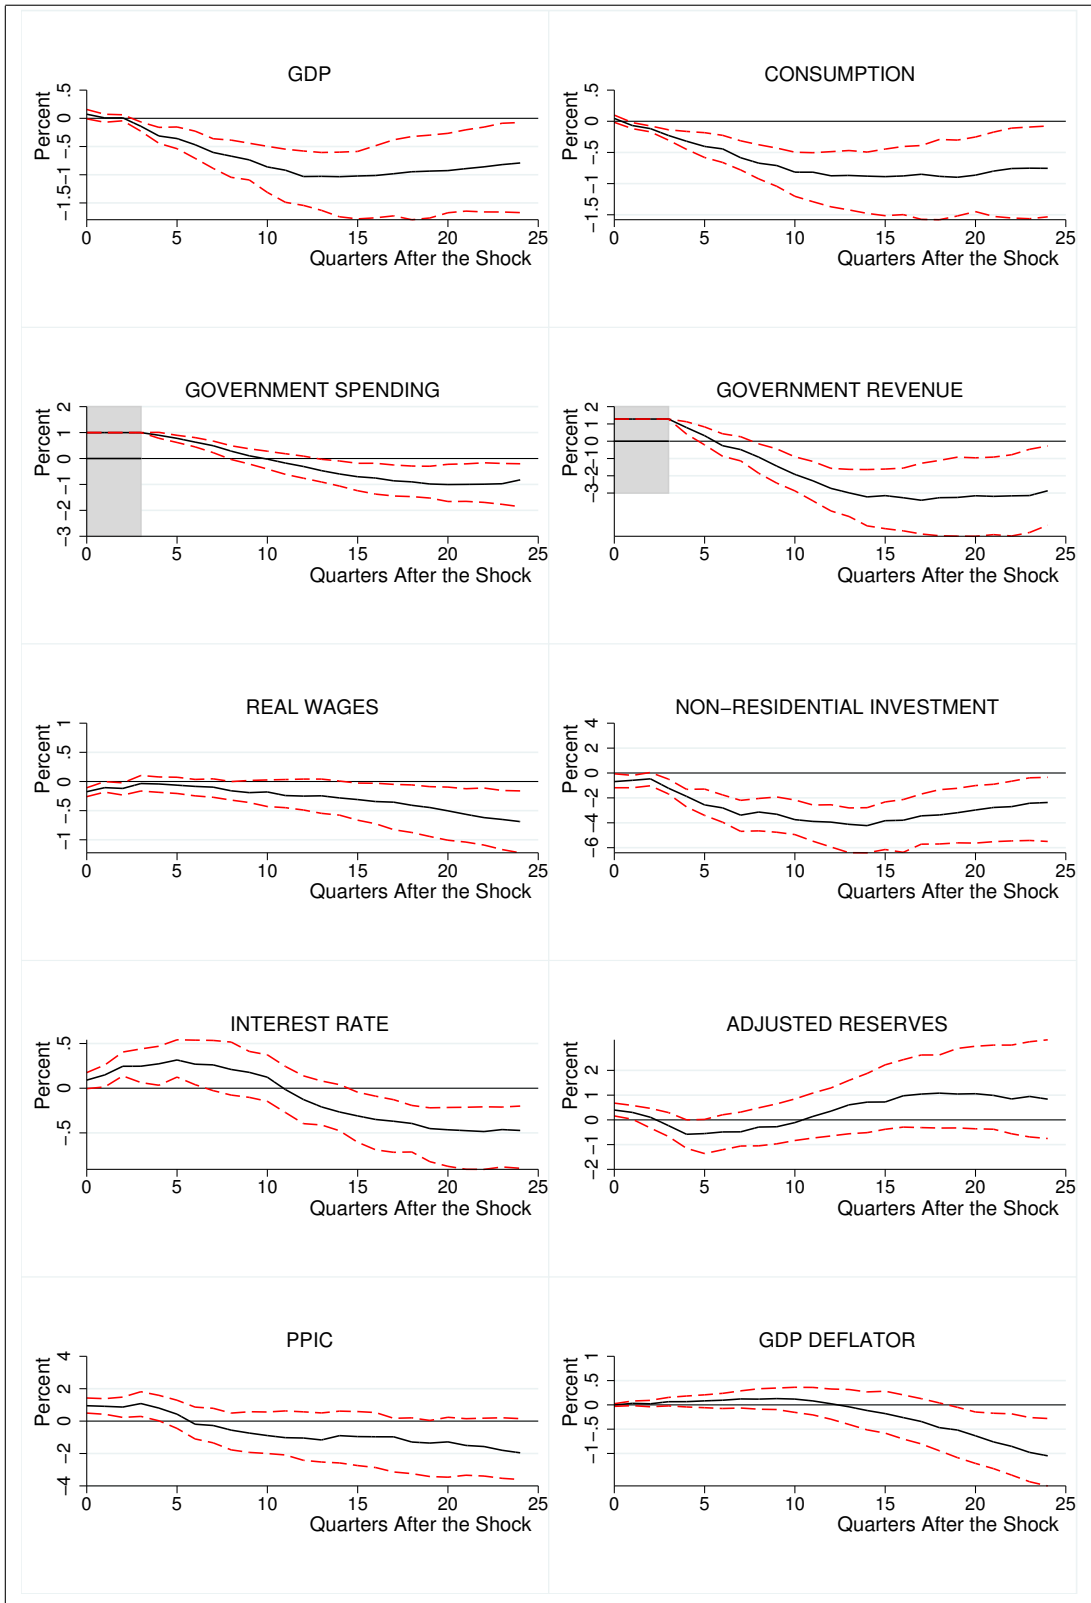 GDP
Percent
.5
0
-.5
-1
-1.5
0 5 10 15 20 25
Quarters After the Shock
CONSUMPTION
Percent
.5
0
-.5
-1
-1.5
0 5 10 15 20 25
Quarters After the Shock
GOVERNMENT SPENDING
Percent
2
1
0
-1
-2
-3
0 5 10 15 20 25
Quarters After the Shock
GOVERNMENT REVENUE
Percent
2
1
0
-1
-2
-3
0 5 10 15 20 25
Quarters After the Shock
REAL WAGES
Percent
1
.5
0
-.5
-1
0 5 10 15 20 25
Quarters After the Shock
NON-RESIDENTIAL INVESTMENT
Percent
4
2
0
-2
-4
-6
0 5 10 15 20 25
Quarters After the Shock
INTEREST RATE
Percent
.5
0
-.5
0 5 10 15 20 25
Quarters After the Shock
ADJUSTED RESERVES
Percent
2
1
0
-1
-2
0 5 10 15 20 25
Quarters After the Shock
PPIC
Percent
4
2
0
-2
-4
0 5 10 15 20 25
Quarters After the Shock
GDP DEFLATOR
Percent
1
.5
0
-.5
-1
0 5 10 15 20 25
Quarters After the Shock